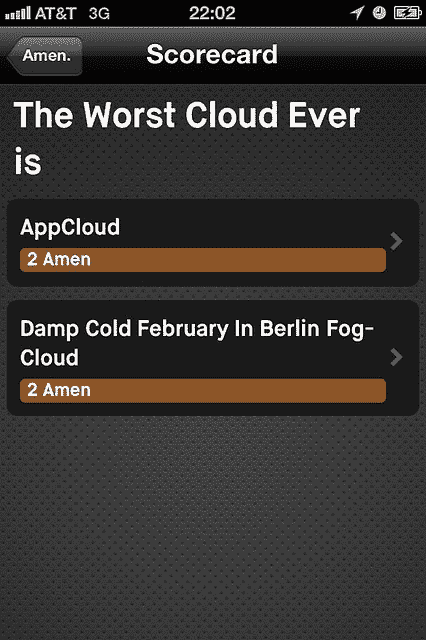 AT&T 3G 22:02
Amen. Scorecard
The Worst Cloud Ever
is
AppCloud
2 Amen
Damp Cold February In Berlin Fog-
Cloud
2 Amen